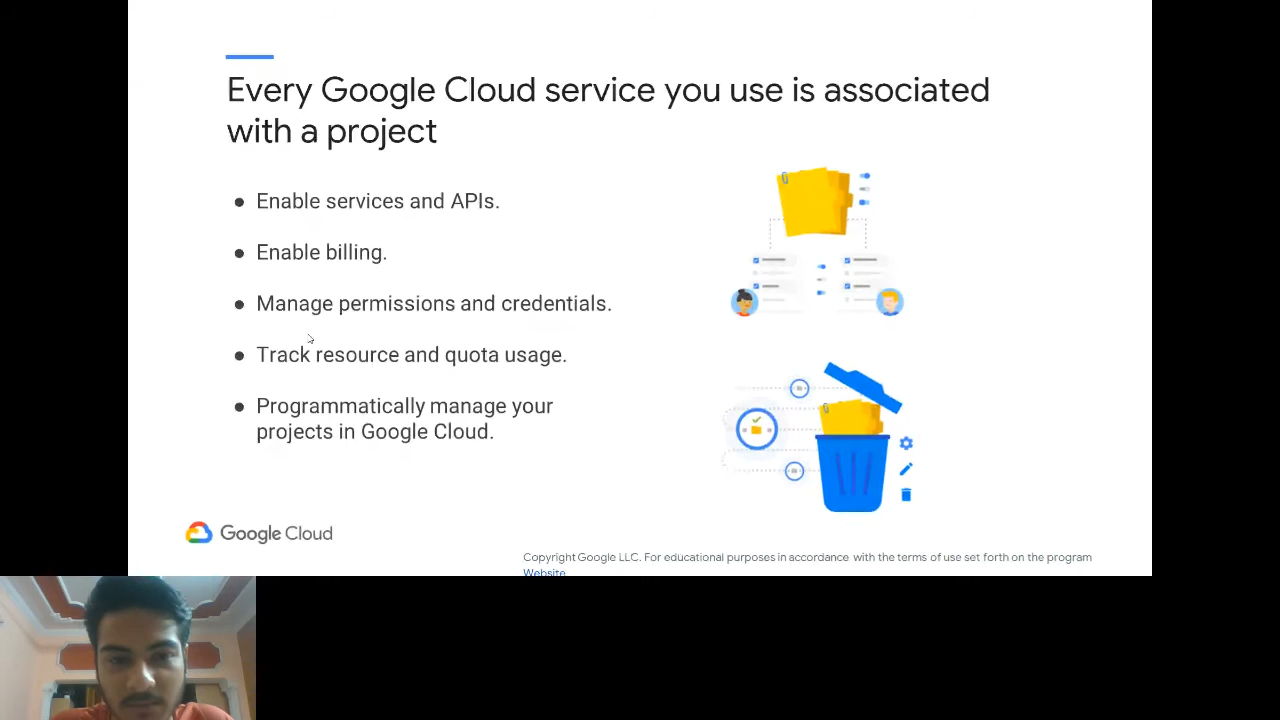 Every Google Cloud service you use is associated
with a project
● Enable services and APIs.
● Enable billing.
● Manage permissions and credentials.
● Track resource and quota usage.
● Programmatically manage your
projects in Google Cloud.
Google Cloud
Copyright Google LLC. For educational purposes in accordance with the terms of use set forth on the program
Website